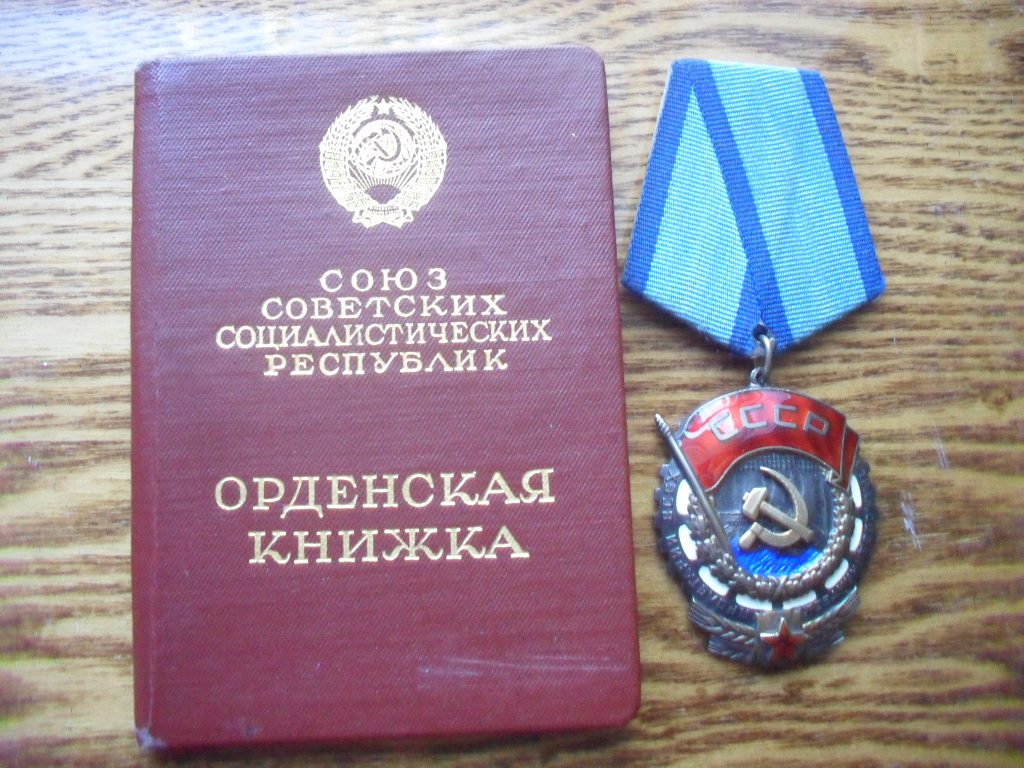 СОЮЗ
СОВЕТСКИХ
СОЦИАЛИСТИЧЕСКИХ
РЕСПУБЛИК
ОРДЕНСКАЯ
КНИЖКА
СССР